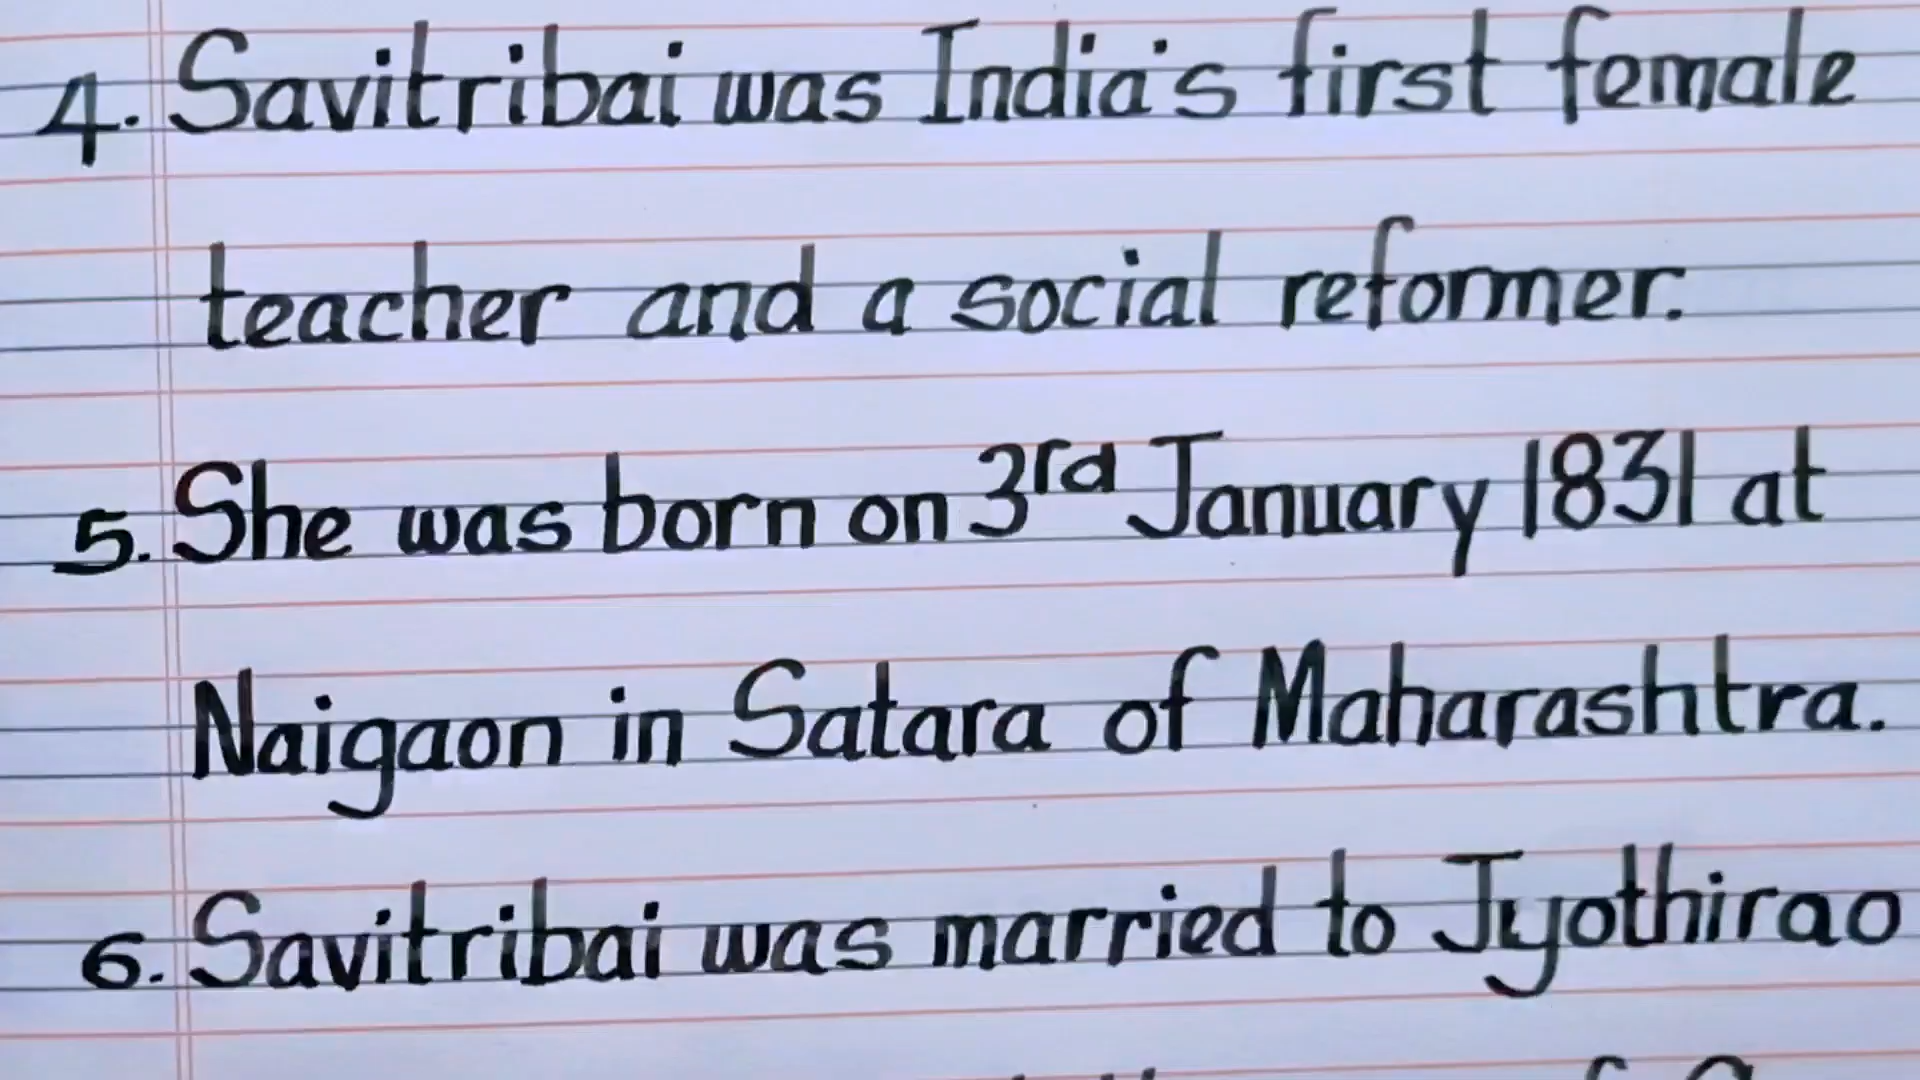 4. Savitribai was India's first female
teacher and a social reformer.
5. She was born on 3rd January 1831 at
Naigaon in Satara of Maharashtra.
6. Savitribai was married to Jyothirao